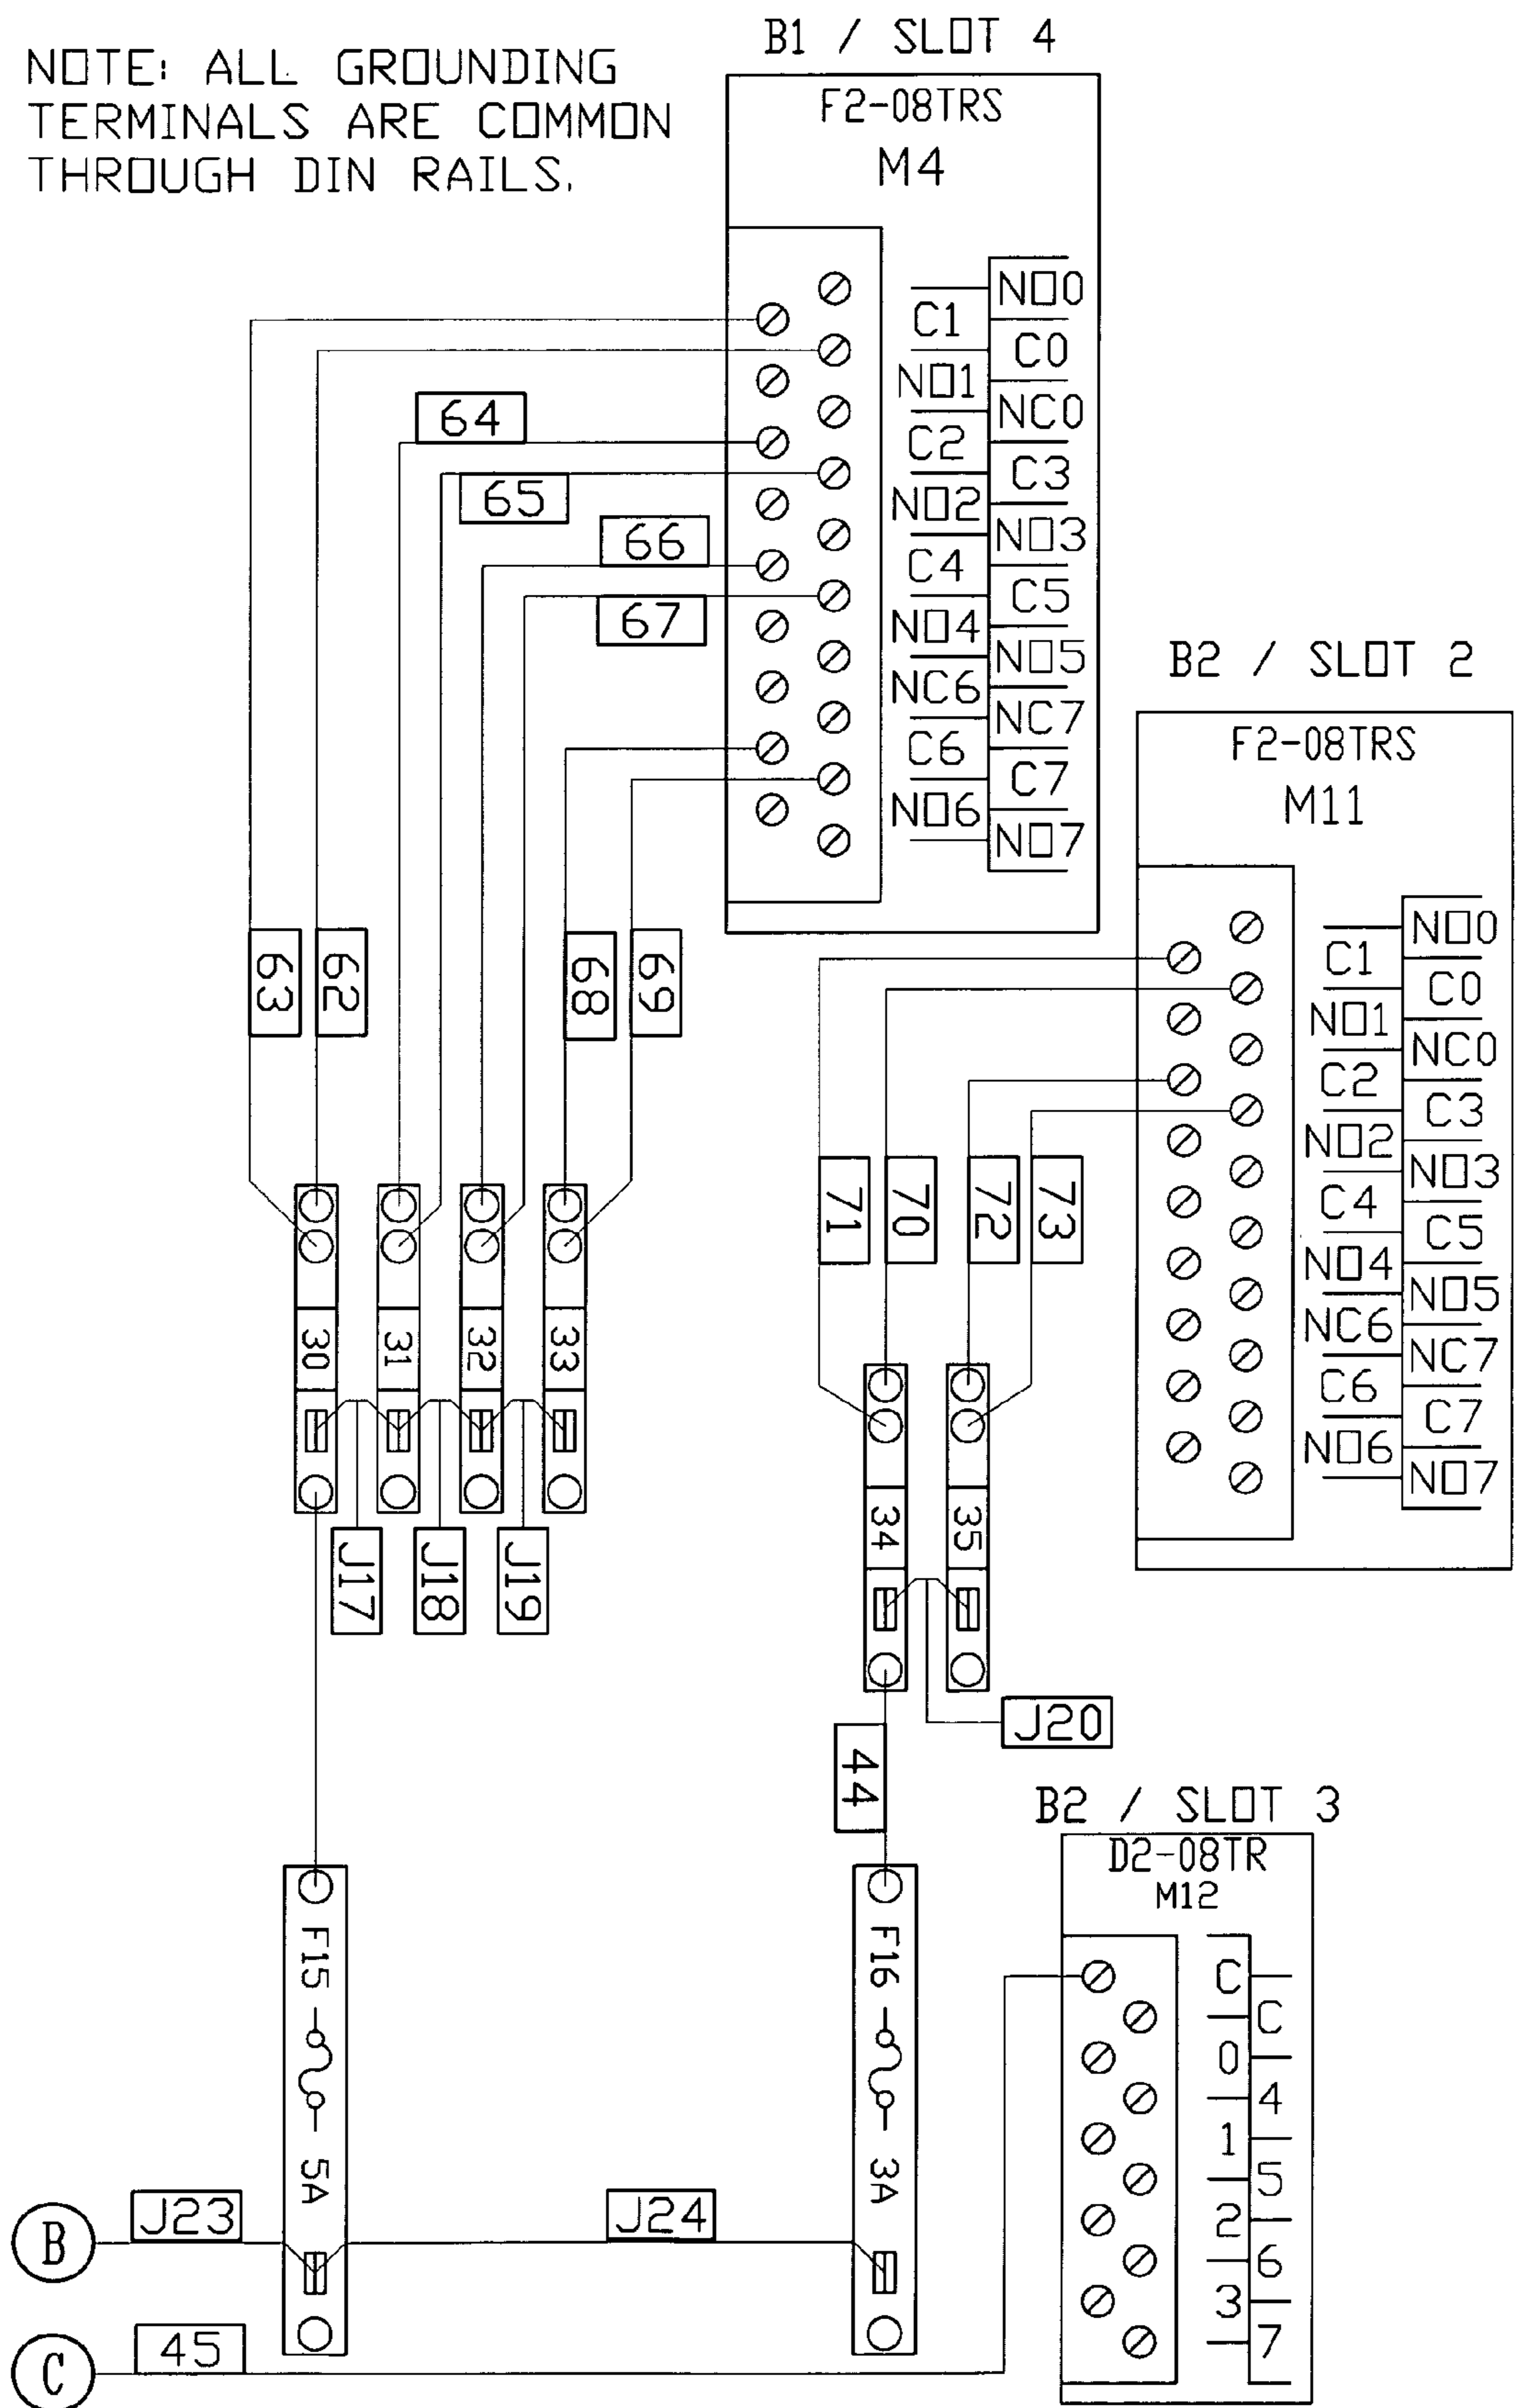 NOTE: ALL GROUNDING
TERMINALS ARE COMMON
THROUGH DIN RAILS.
B1 / SLOT 4
F2-08TRS
M4
NO0
C1
C0
NO1
NC0
C2
C3
NO2
NO3
C4
C5
NO4
NO5
NC6
NC7
C6
C7
NO6
NO7
64
65
66
67
63
62
68
69
B2 / SLOT 2
F2-08TRS
M11
NO0
C1
C0
NO1
NC0
C2
C3
NO2
NO3
C4
C5
NO4
NO5
NC6
NC7
C6
C7
NO6
NO7
71
70
72
73
30
31
32
33
J17
J18
J19
34
35
J20
44
B2 / SLOT 3
D2-08TR
M12
C
C
0
4
1
5
2
6
3
7
F15
5A
F16
3A
B
J23
J24
C
45